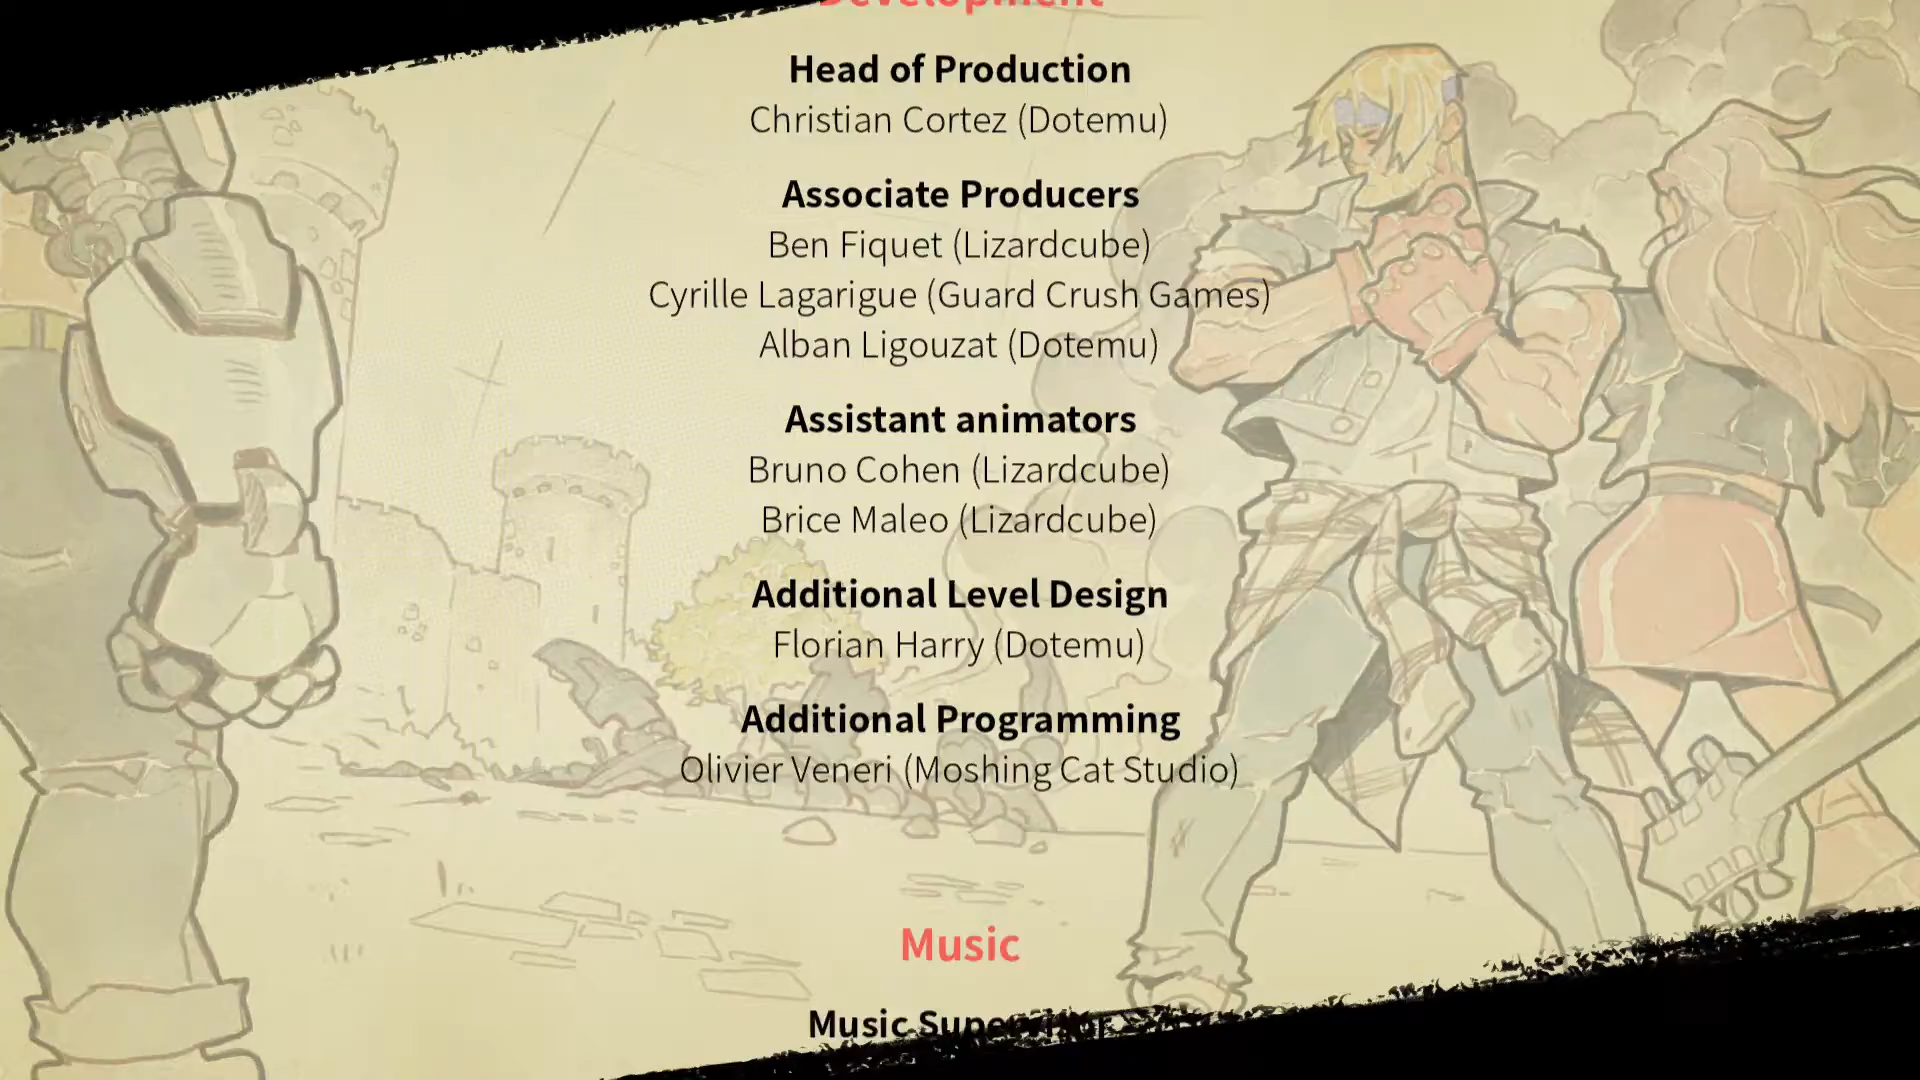 Development
Head of Production
Christian Cortez (Dotemu)
Associate Producers
Ben Fiquet (Lizardcube)
Cyrille Lagarigue (Guard Crush Games)
Alban Ligouzat (Dotemu)
Assistant animators
Bruno Cohen (Lizardcube)
Brice Maleo (Lizardcube)
Additional Level Design
Florian Harry (Dotemu)
Additional Programming
Olivier Veneri (Moshing Cat Studio)
Music
Music Supervisor